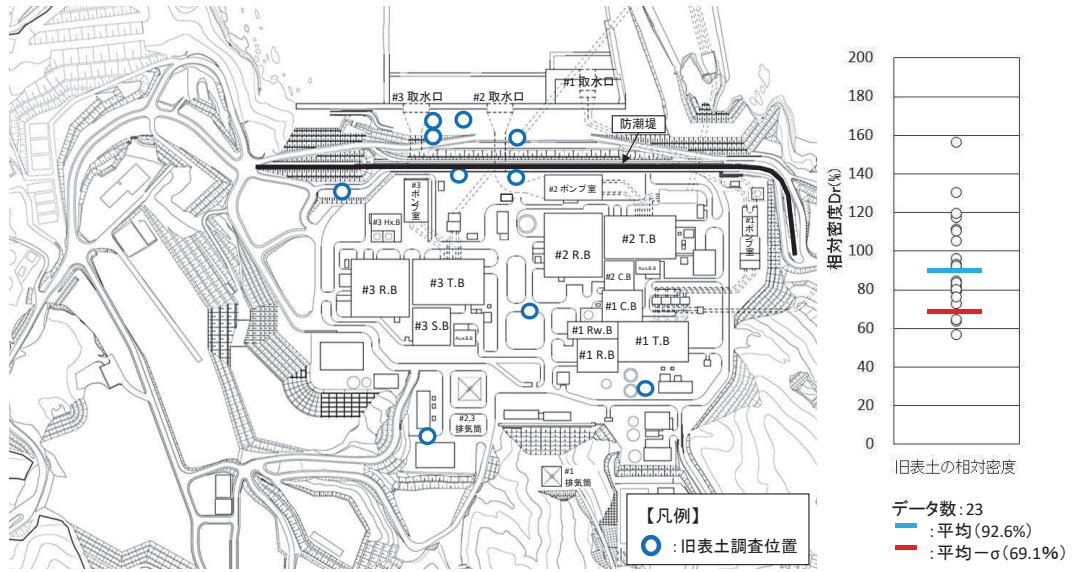 #1 取水口
#3 取水口
#2 取水口
防潮堤
#3
ポンプ室
#2 ポンプ室
#1
ポンプ室
#3 Hx.B
#2 T.B
#2 R.B
Aux.B.B
#2 C.B
#3 R.B
#3 T.B
#1 C.B
#3 S.B
Aux.B.B
#1 Rw.B
#1 T.B
#1 R.B
#2,3
排気筒
#1
排気筒
【凡例】
:旧表土調査位置
相対密度Dr(%)
200
180
160
140
120
100
80
60
40
20
0
旧表土の相対密度
データ数:23
:平均(92.6%)
:平均-σ(69.1%)